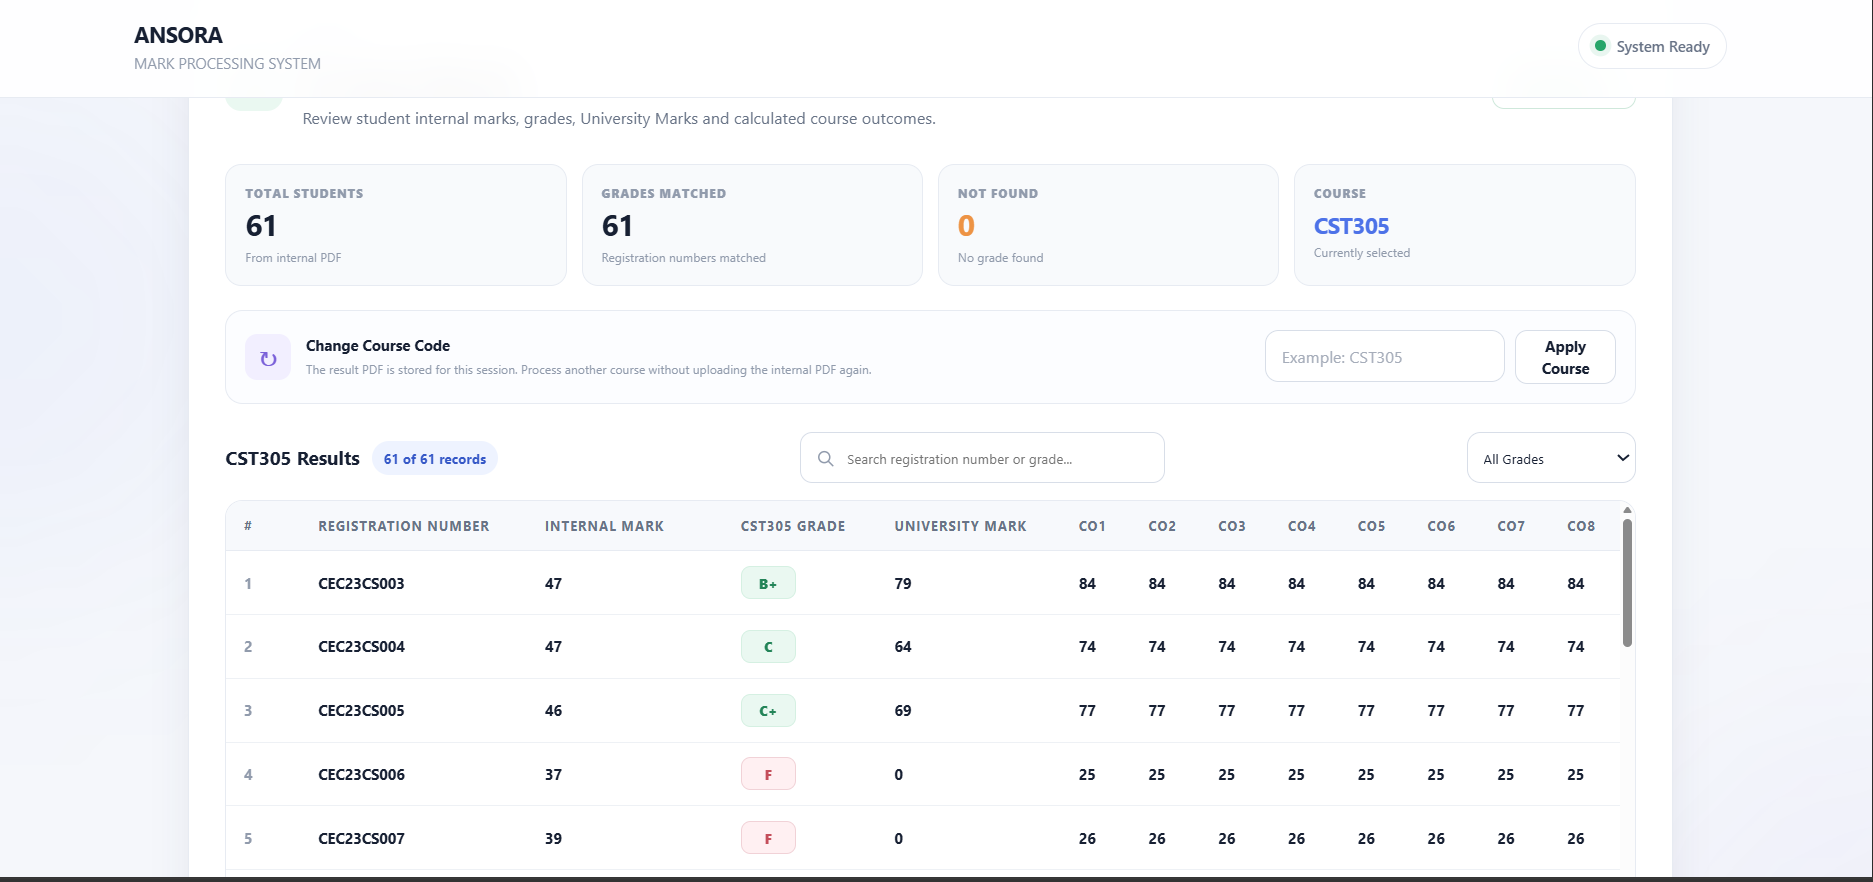 ANSORA
MARK PROCESSING SYSTEM
System Ready
Review student internal marks, grades, University Marks and calculated course outcomes.
TOTAL STUDENTS
61
From internal PDF
GRADES MATCHED
61
Registration numbers matched
NOT FOUND
0
No grade found
COURSE
CST305
Currently selected
Change Course Code
The result PDF is stored for this session. Process another course without uploading the internal PDF again.
Example: CST305
Apply
Course
CST305 Results
61 of 61 records
Search registration number or grade...
All Grades
# REGISTRATION NUMBER INTERNAL MARK CST305 GRADE UNIVERSITY MARK CO1 CO2 CO3 CO4 CO5 CO6 CO7 CO8
1 CEC23CS003 47 B+ 79 84 84 84 84 84 84 84 84
2 CEC23CS004 47 C 64 74 74 74 74 74 74 74 74
3 CEC23CS005 46 C+ 69 77 77 77 77 77 77 77 77
4 CEC23CS006 37 F 0 25 25 25 25 25 25 25 25
5 CEC23CS007 39 F 0 26 26 26 26 26 26 26 26